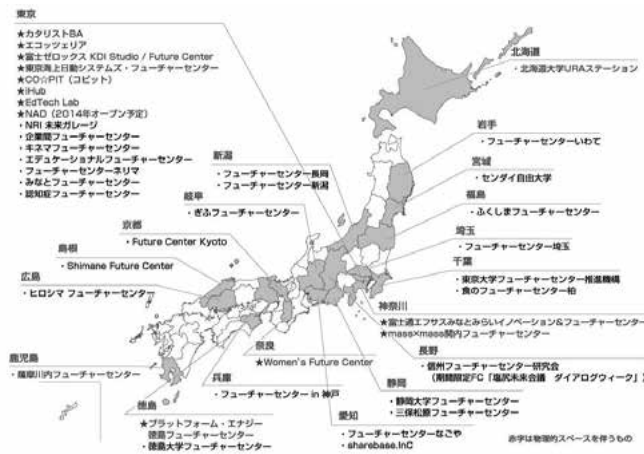 東京
★カタリストBA
★エコッツェリア
★富士ゼロックス KDI Studio / Future Center
★東京海上日動システムズ・フューチャーセンター
★CO☆PIT（コピット）
★iHub
★EdTech Lab
★NAD（2014年オープン予定）
・NRI 未来ガレージ
・企業間フューチャーセンター
・キネマフューチャーセンター
・エデュケーショナルフューチャーセンター
・フューチャーセンターネリマ
・みなとフューチャーセンター
・認知症フューチャーセンター
北海道
・北海道大学URAステーション
岩手
・フューチャーセンターいわて
宮城
・センダイ自由大学
新潟
・フューチャーセンター長岡
・フューチャーセンター新潟
福島
・ふくしまフューチャーセンター
岐阜
・ぎふフューチャーセンター
埼玉
・フューチャーセンター埼玉
京都
・Future Center Kyoto
千葉
・東京大学フューチャーセンター推進機構
・食のフューチャーセンター柏
島根
・Shimane Future Center
広島
・ヒロシマ フューチャーセンター
神奈川
★富士通エフサスみなとみらいイノベーション&フューチャーセンター
★mass×mass関内フューチャーセンター
奈良
★Women's Future Center
長野
・信州フューチャーセンター研究会
（期間限定FC「塩尻未来会議 ダイアログウィーク」）
鹿児島
・薩摩川内フューチャーセンター
兵庫
・フューチャーセンター in 神戸
静岡
・静岡大学フューチャーセンター
・三保松原フューチャーセンター
徳島
★プラットフォーム・エナジー
徳島フューチャーセンター
・徳島大学フューチャーセンター
愛知
・フューチャーセンターなごや
・sharebase.InC
赤字は物理的スペースを伴うもの